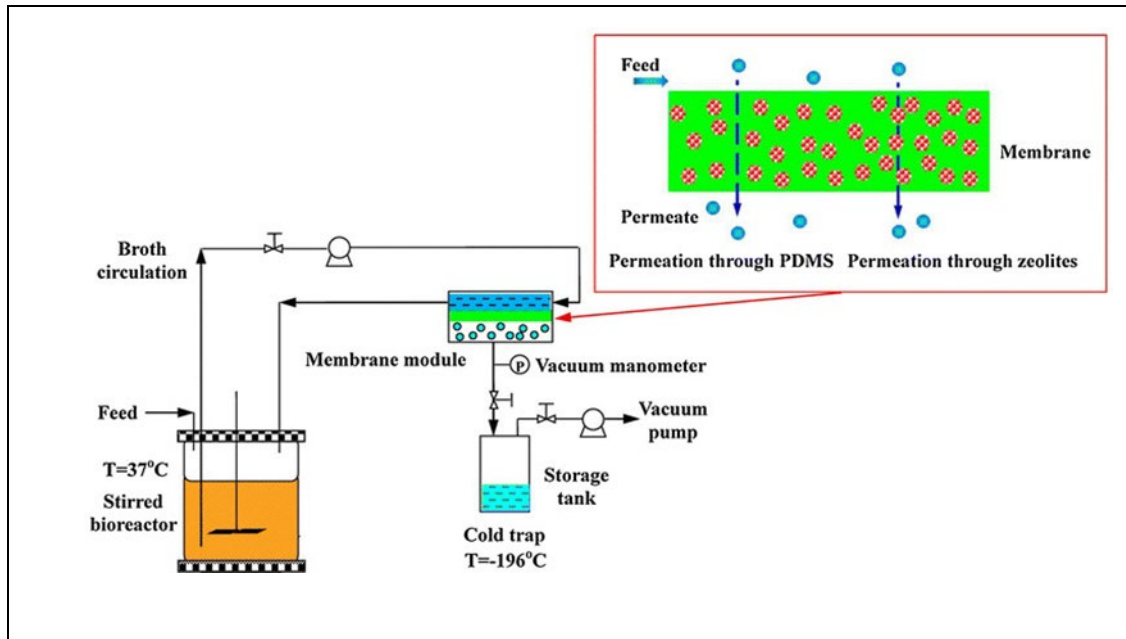 Feed
Membrane
Permeate
Permeation through PDMS Permeation through zeolites
Broth
circulation
Membrane module
P
Vacuum manometer
Feed
Vacuum
pump
T=37°C
Stirred
bioreactor
Storage
tank
Cold trap
T=-196°C